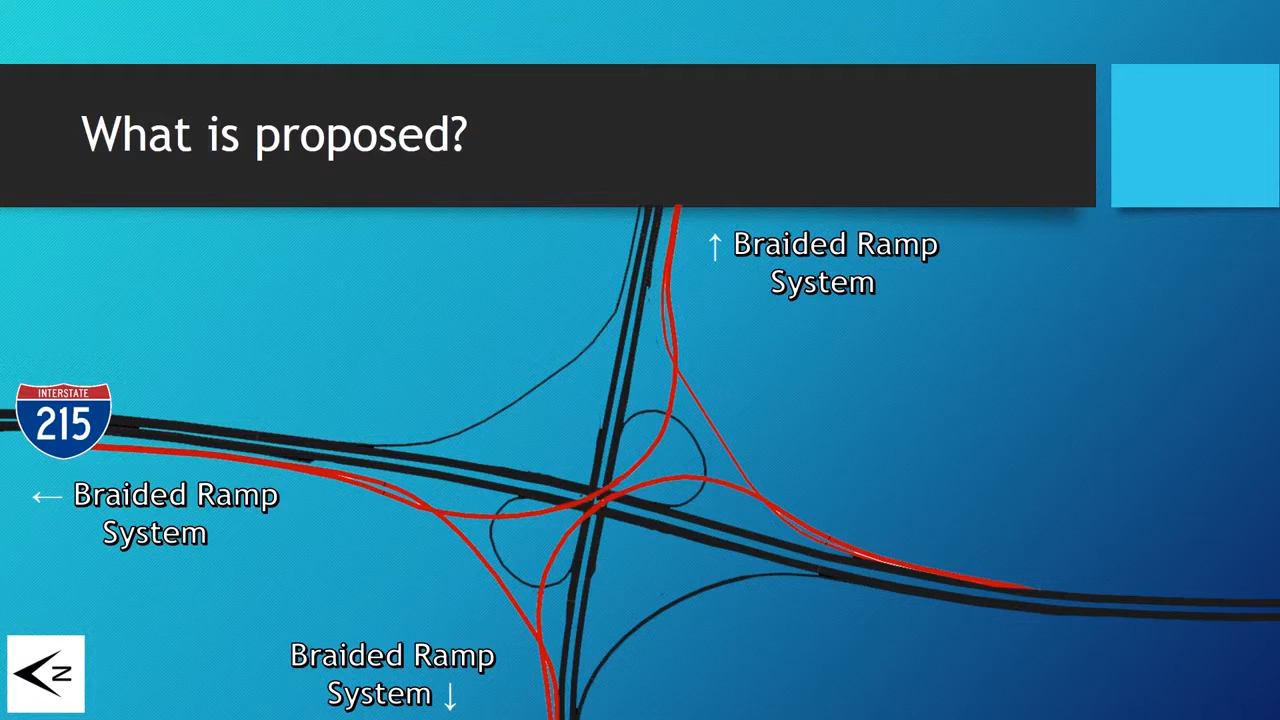 What is proposed?
↑ Braided Ramp
System
INTERSTATE
215
← Braided Ramp
System
Braided Ramp
System ↓
N